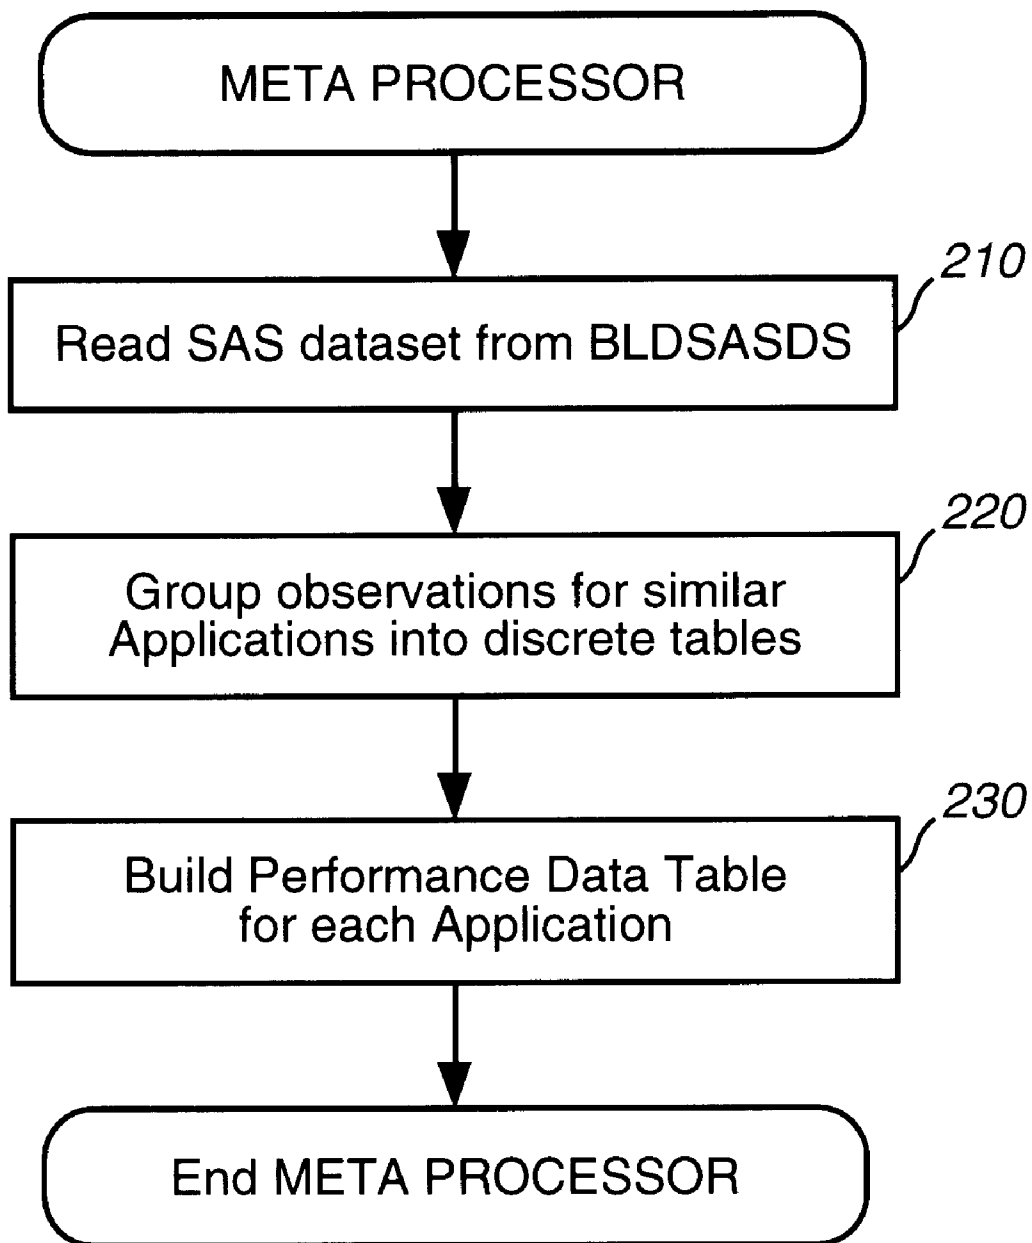 META PROCESSOR
210
Read SAS dataset from BLDSASDS
220
Group observations for similar
Applications into discrete tables
230
Build Performance Data Table
for each Application
End META PROCESSOR